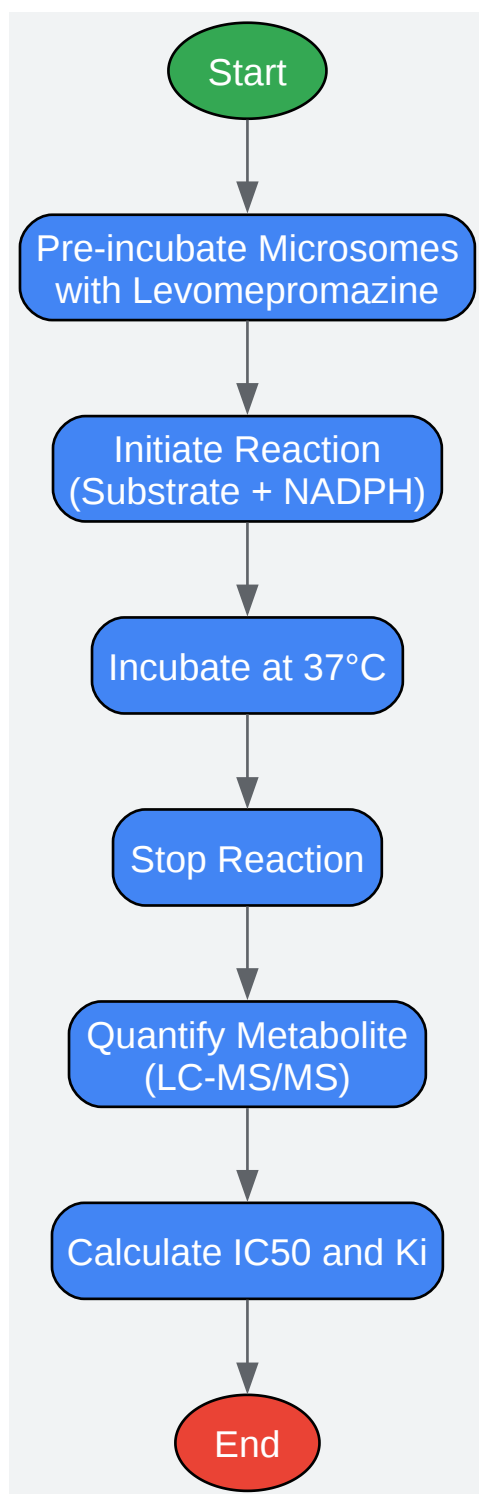 Start
Pre-incubate Microsomes
with Levomepromazine
Initiate Reaction
(Substrate + NADPH)
Incubate at 37°C
Stop Reaction
Quantify Metabolite
(LC-MS/MS)
Calculate IC50 and Ki
End